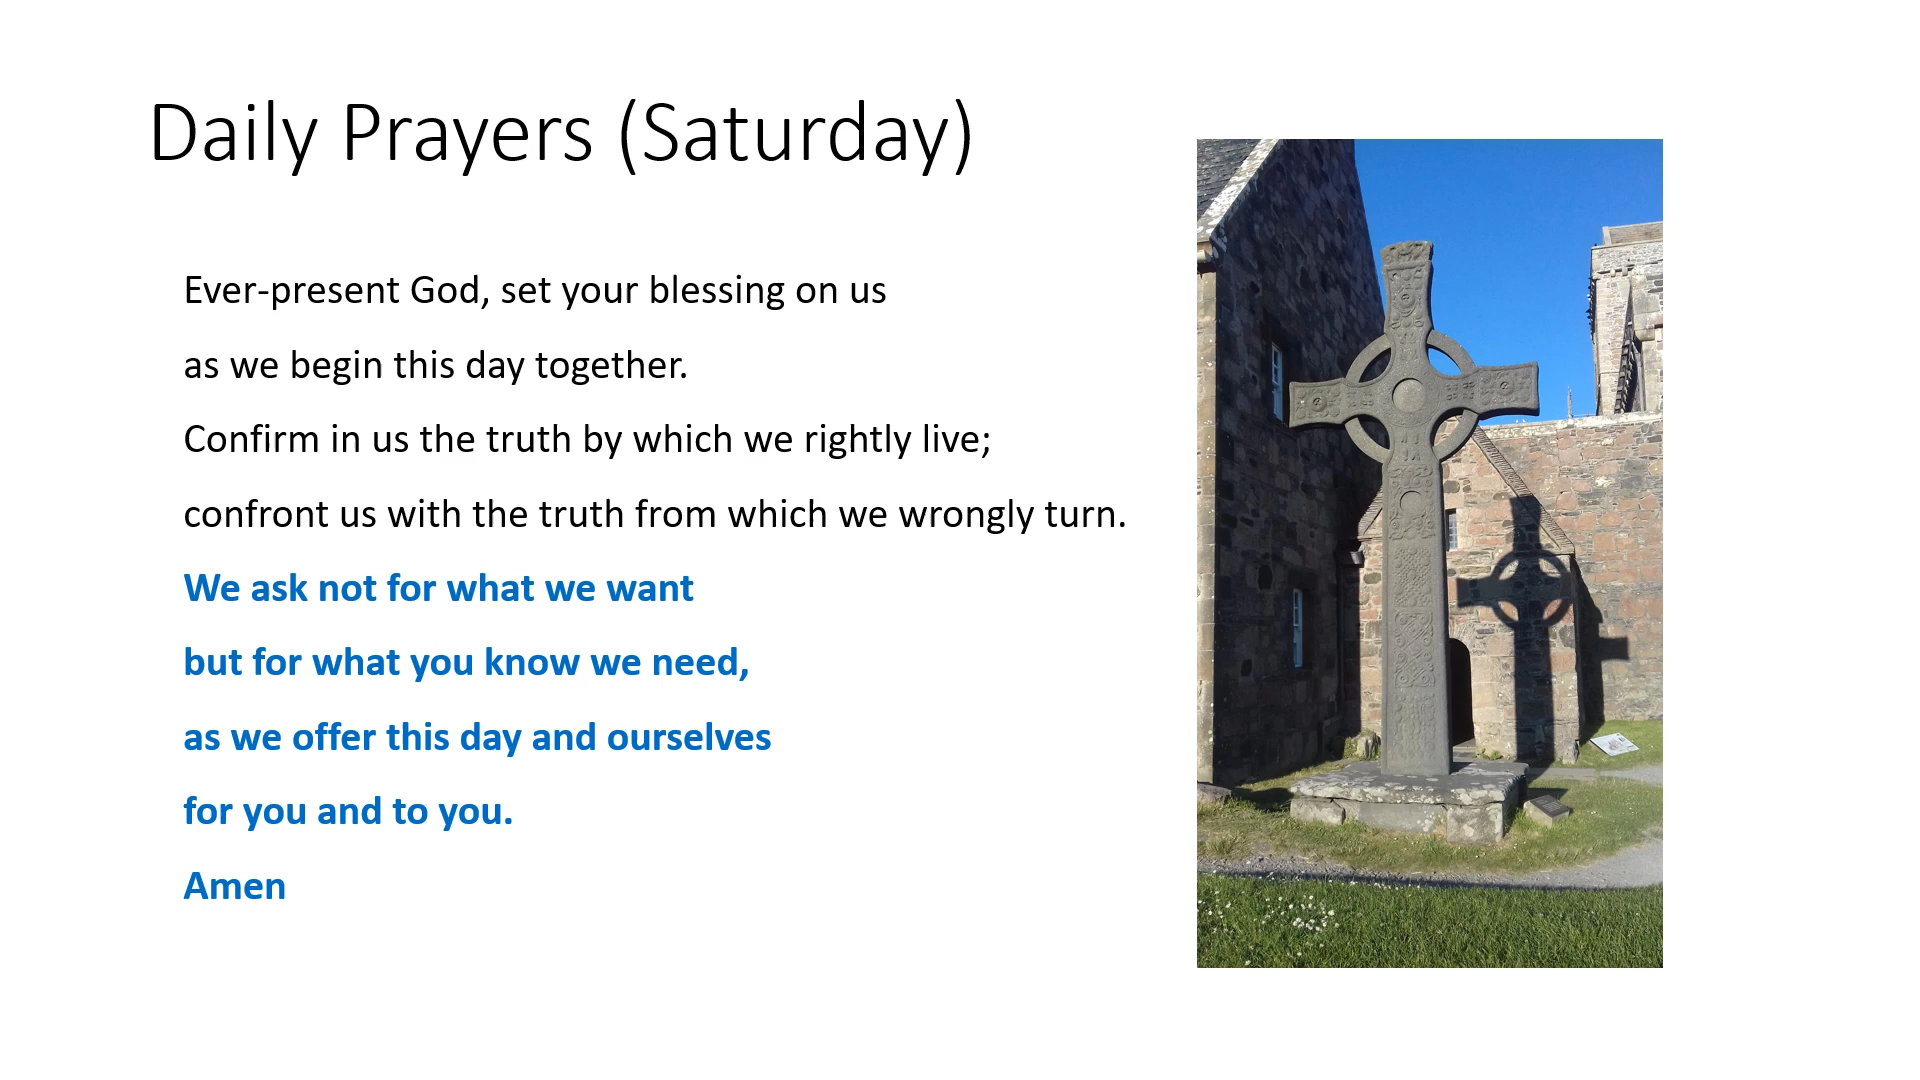 Daily Prayers (Saturday)
Ever-present God, set your blessing on us
as we begin this day together.
Confirm in us the truth by which we rightly live;
confront us with the truth from which we wrongly turn.
We ask not for what we want
but for what you know we need,
as we offer this day and ourselves
for you and to you.
Amen